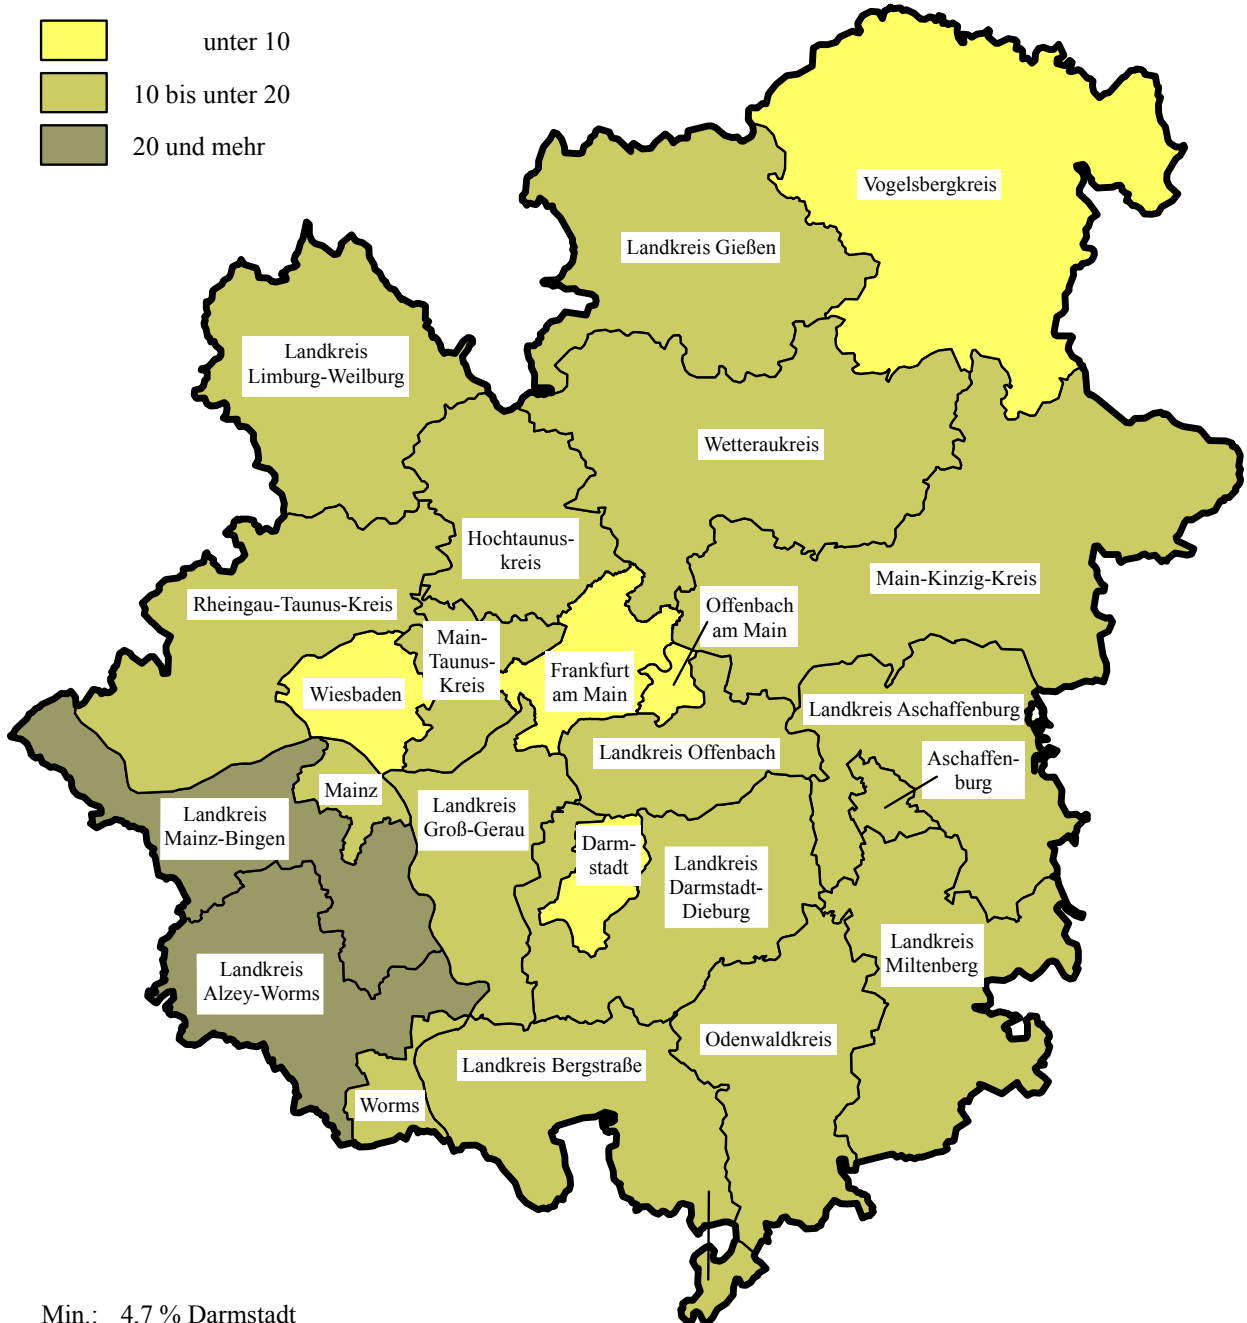 unter 10
10 bis unter 20
20 und mehr
Vogelsbergkreis
Landkreis Gießen
Landkreis
Limburg-Weilburg
Wetteraukreis
Hochtaunus-
kreis
Main-Kinzig-Kreis
Rheingau-Taunus-Kreis
Offenbach
am Main
Main-
Taunus-
Kreis
Frankfurt
am Main
Wiesbaden
Landkreis Aschaffenburg
Landkreis Offenbach
Aschaffen-
burg
Mainz
Landkreis
Groß-Gerau
Landkreis
Mainz-Bingen
Darm-
stadt
Landkreis
Darmstadt-
Dieburg
Landkreis
Miltenberg
Landkreis
Alzey-Worms
Odenwaldkreis
Landkreis Bergstraße
Worms
Min.: 4,7 % Darmstadt